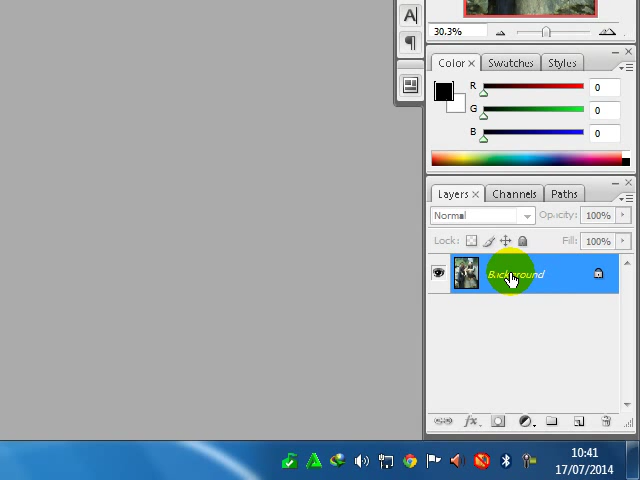 A
¶
30.3%
Color × Swatches Styles
R 0
G 0
B 0
Layers × Channels Paths
Normal Opacity: 100%
Lock: Fill: 100%
Background
fx.
10:41
17/07/2014